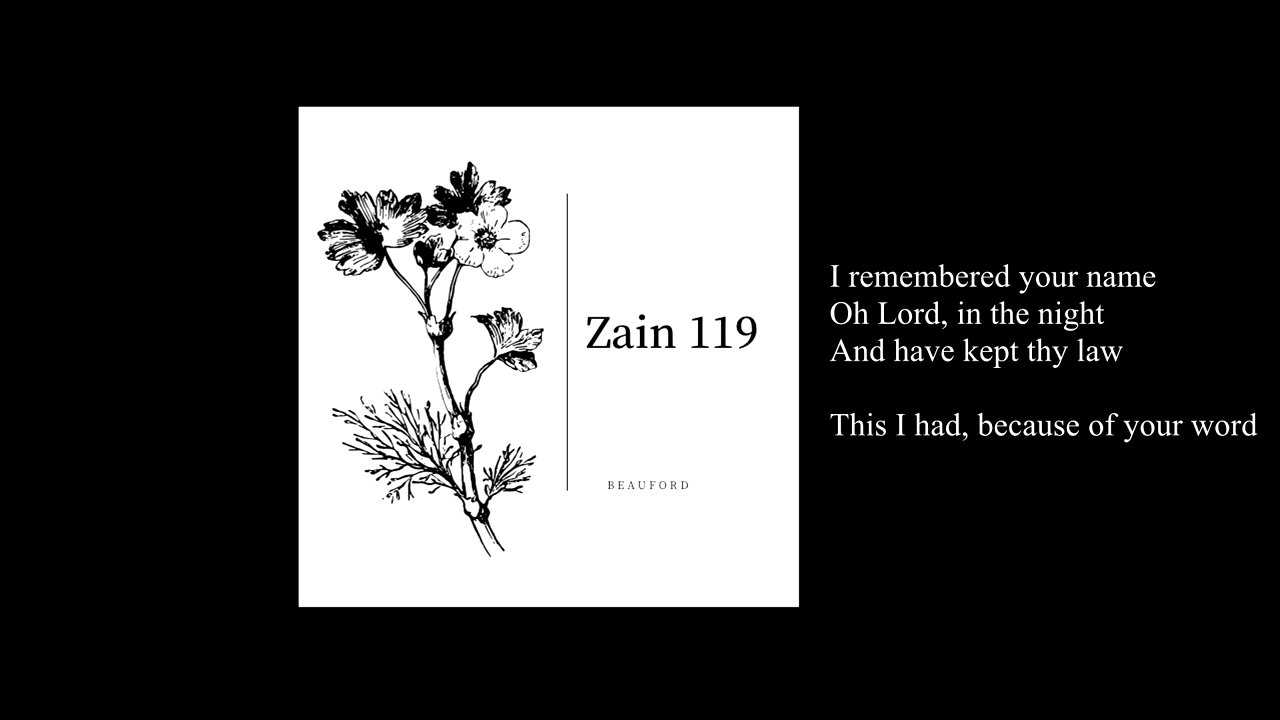 Zain 119
BEAUFORD
I remembered your name
Oh Lord, in the night
And have kept thy law
This I had, because of your word